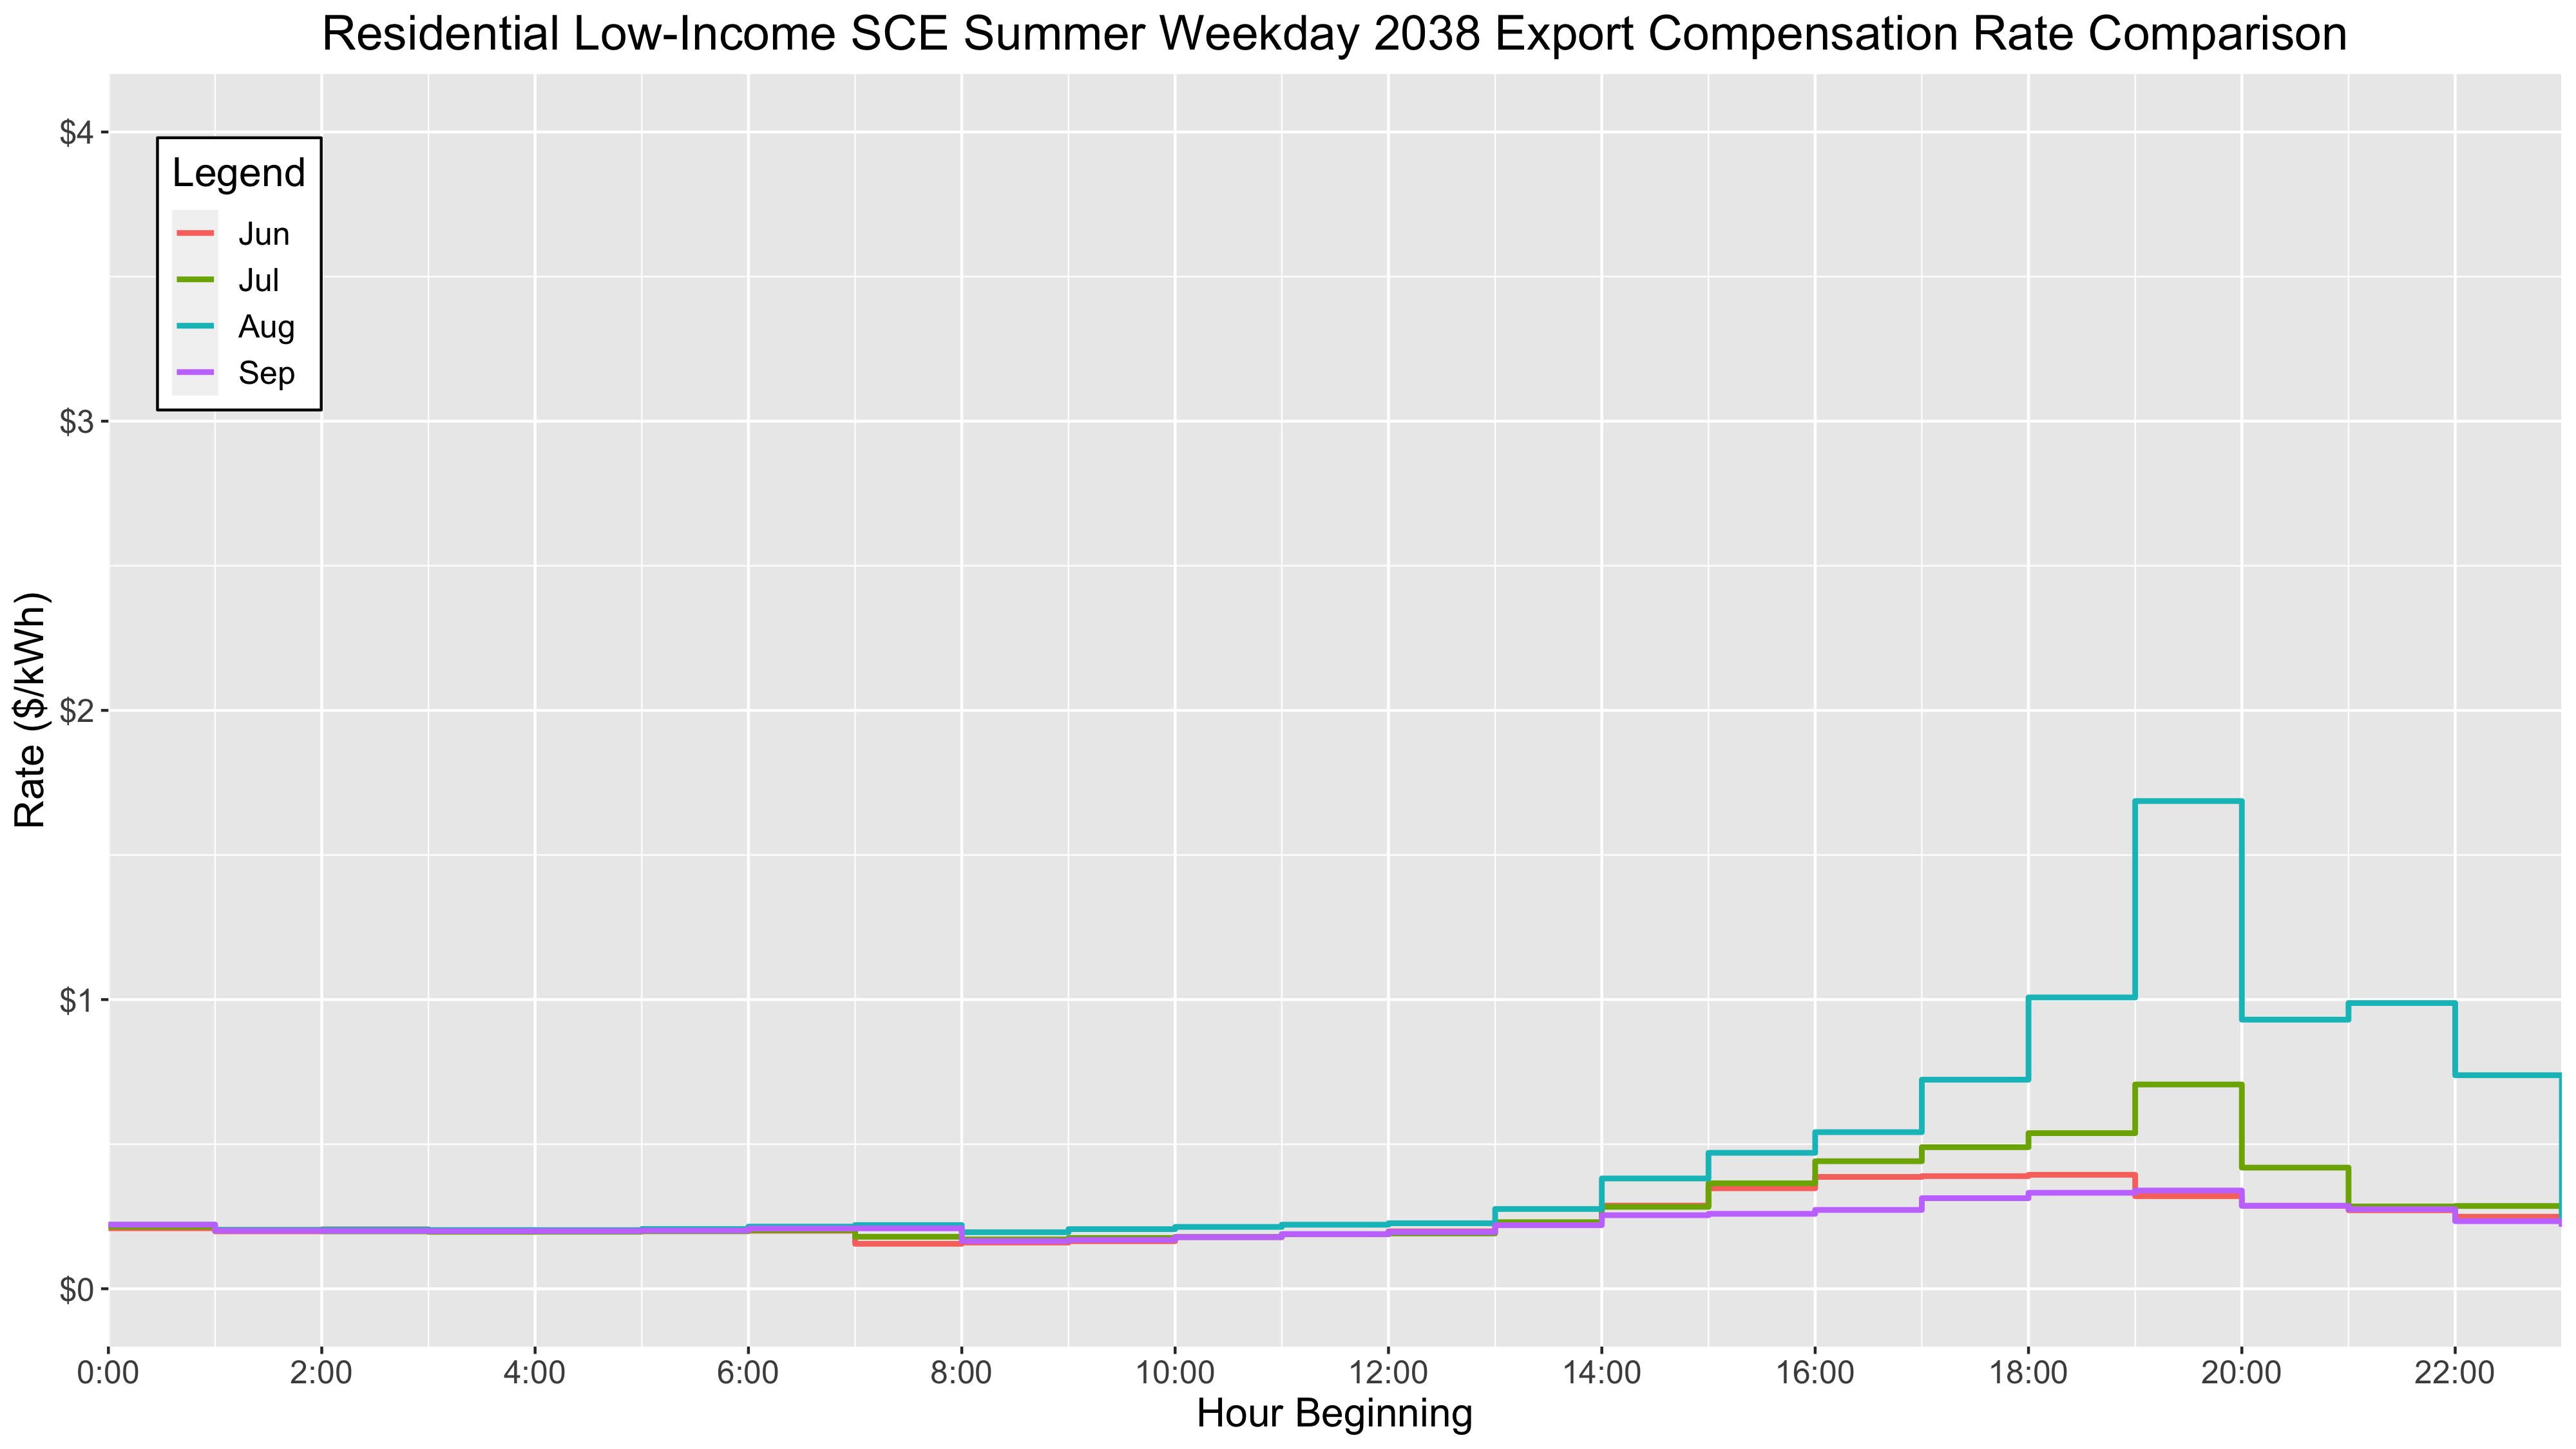 Residential Low-Income SCE Summer Weekday 2038 Export Compensation Rate Comparison
$4
Legend
Jun
Jul
Aug
Sep
$3
Rate ($/kWh)
$2
$1
$0
0:00 2:00 4:00 6:00 8:00 10:00 12:00 14:00 16:00 18:00 20:00 22:00
Hour Beginning